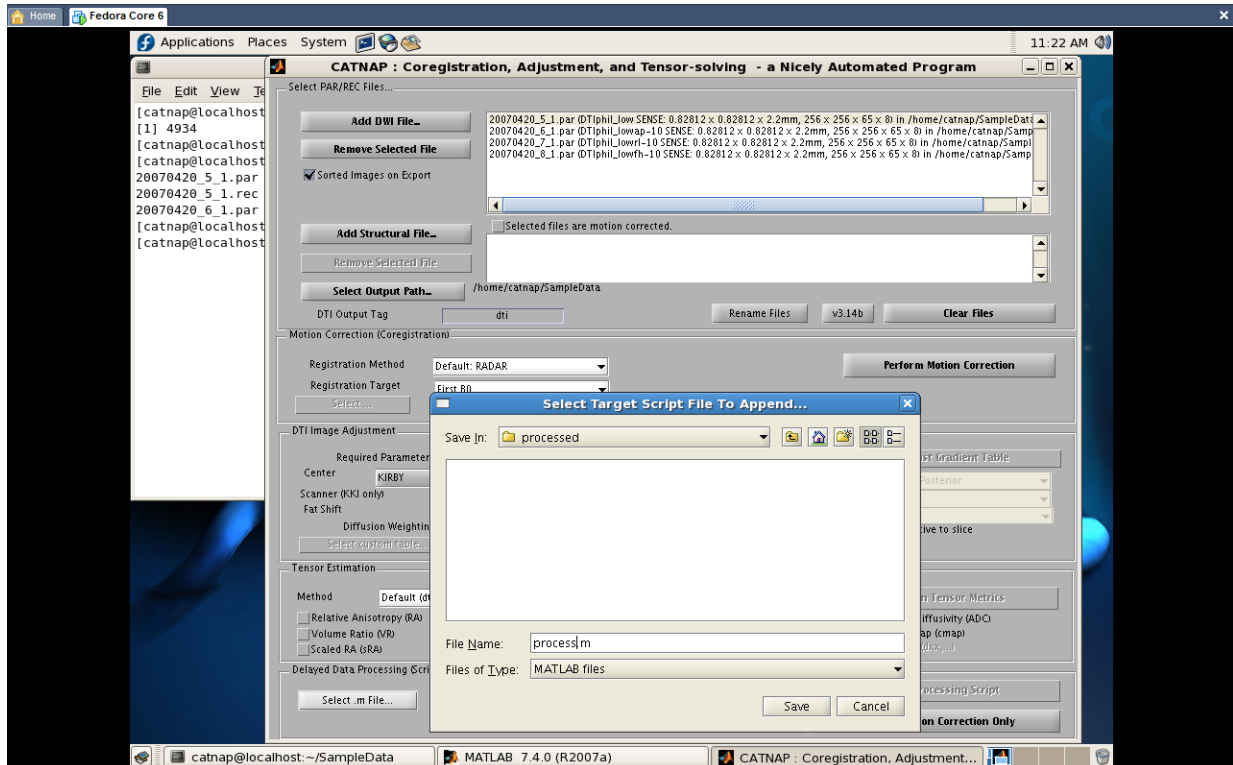 Home Fedora Core 6
Applications Places System 11:22 AM
CATNAP : Coregistration, Adjustment, and Tensor-solving - a Nicely Automated Program
File Edit View Te
[catnap@localhost
[1] 4934
[catnap@localhost
[catnap@localhost
20070420_5_1.par
20070420_5_1.rec
20070420_6_1.par
[catnap@localhost
[catnap@localhost
Select PAR/REC Files...
Add DWI File...
Remove Selected File
Sorted Images on Export
20070420_5_1.par (DTIphil_low SENSE: 0.82812 x 0.82812 x 2.2mm, 256 x 256 x 65 x 8) in /home/catnap/SampleData
20070420_6_1.par (DTIphil_lowap-10 SENSE: 0.82812 x 0.82812 x 2.2mm, 256 x 256 x 65 x 8) in /home/catnap/Samp
20070420_7_1.par (DTIphil_lowrl-10 SENSE: 0.82812 x 0.82812 x 2.2mm, 256 x 256 x 65 x 8) in /home/catnap/Sampl
20070420_8_1.par (DTIphil_lowfh-10 SENSE: 0.82812 x 0.82812 x 2.2mm, 256 x 256 x 65 x 8) in /home/catnap/Samp
Selected files are motion corrected.
Add Structural File...
Remove Selected File
Select Output Path... /home/catnap/SampleData
DTI Output Tag dti Rename Files v3.14b Clear Files
Motion Correction (Coregistration)
Registration Method Default: RADAR Perform Motion Correction
Registration Target First B0
Select ...
Select Target Script File To Append...
Save In: processed
File Name: process.m
Files of Type: MATLAB files
Save Cancel
DTI Image Adjustment
Required Parameter
Center KIRBY
Scanner (KKI only)
Fat Shift
Diffusion Weightin
Select custom table...
st Gradient Table
Posterior
tive to slice
Tensor Estimation
Method Default (dt
Relative Anisotropy (RA)
Volume Ratio (VR)
Scaled RA (sRA)
n Tensor Metrics
iffusivity (ADC)
ap (cmap)
Delayed Data Processing (Scri
Select .m File...
rocessing Script
on Correction Only
catnap@localhost:~/SampleData MATLAB 7.4.0 (R2007a) CATNAP : Coregistration, Adjustment...